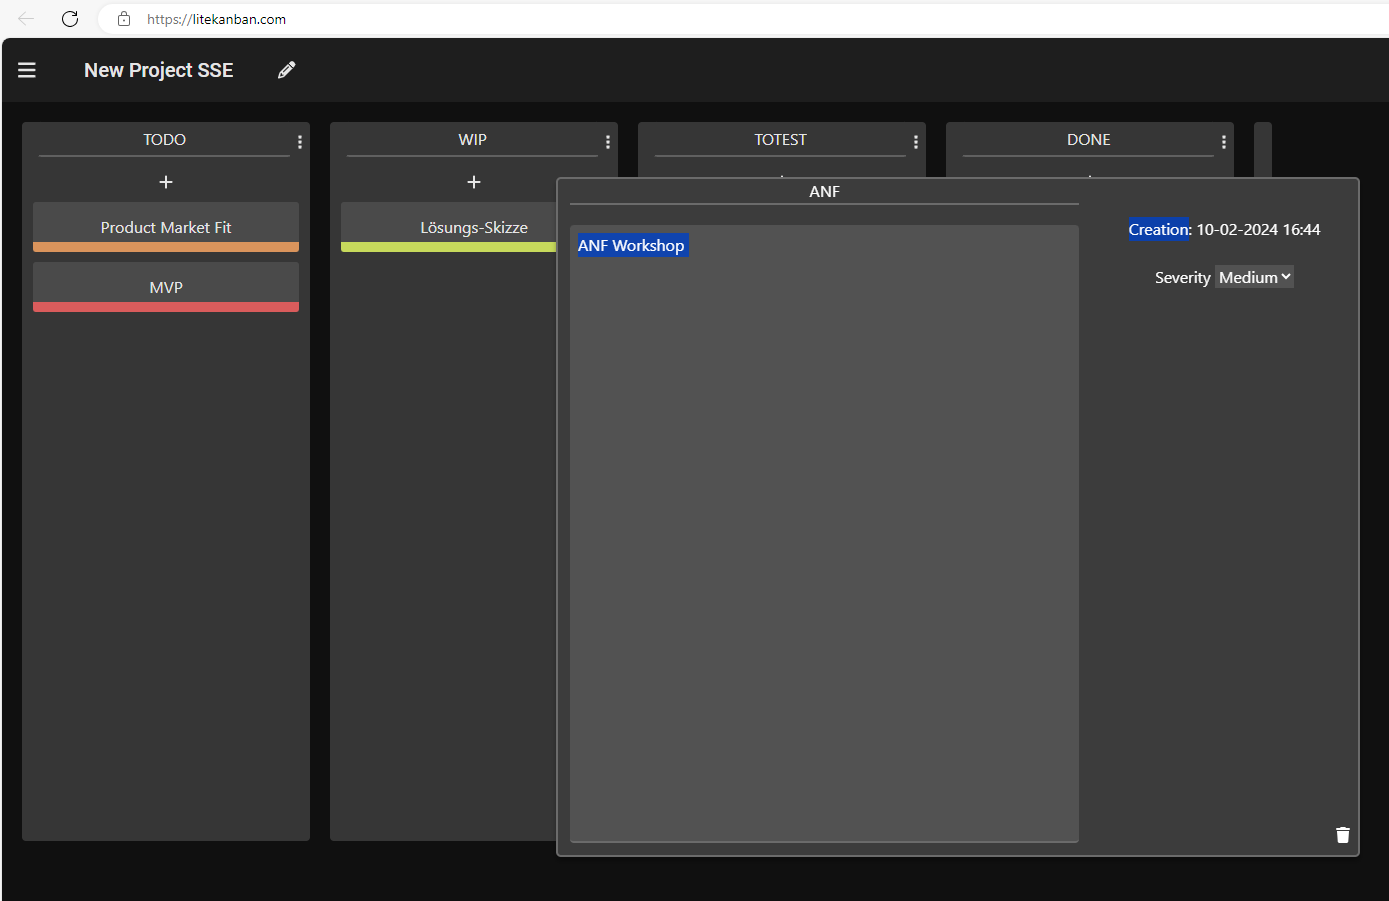 https://litekanban.com
New Project SSE
TODO
WIP
TOTEST
DONE
Product Market Fit
MVP
Lösungs-Skizze
ANF
ANF Workshop
Creation: 10-02-2024 16:44
Severity Medium